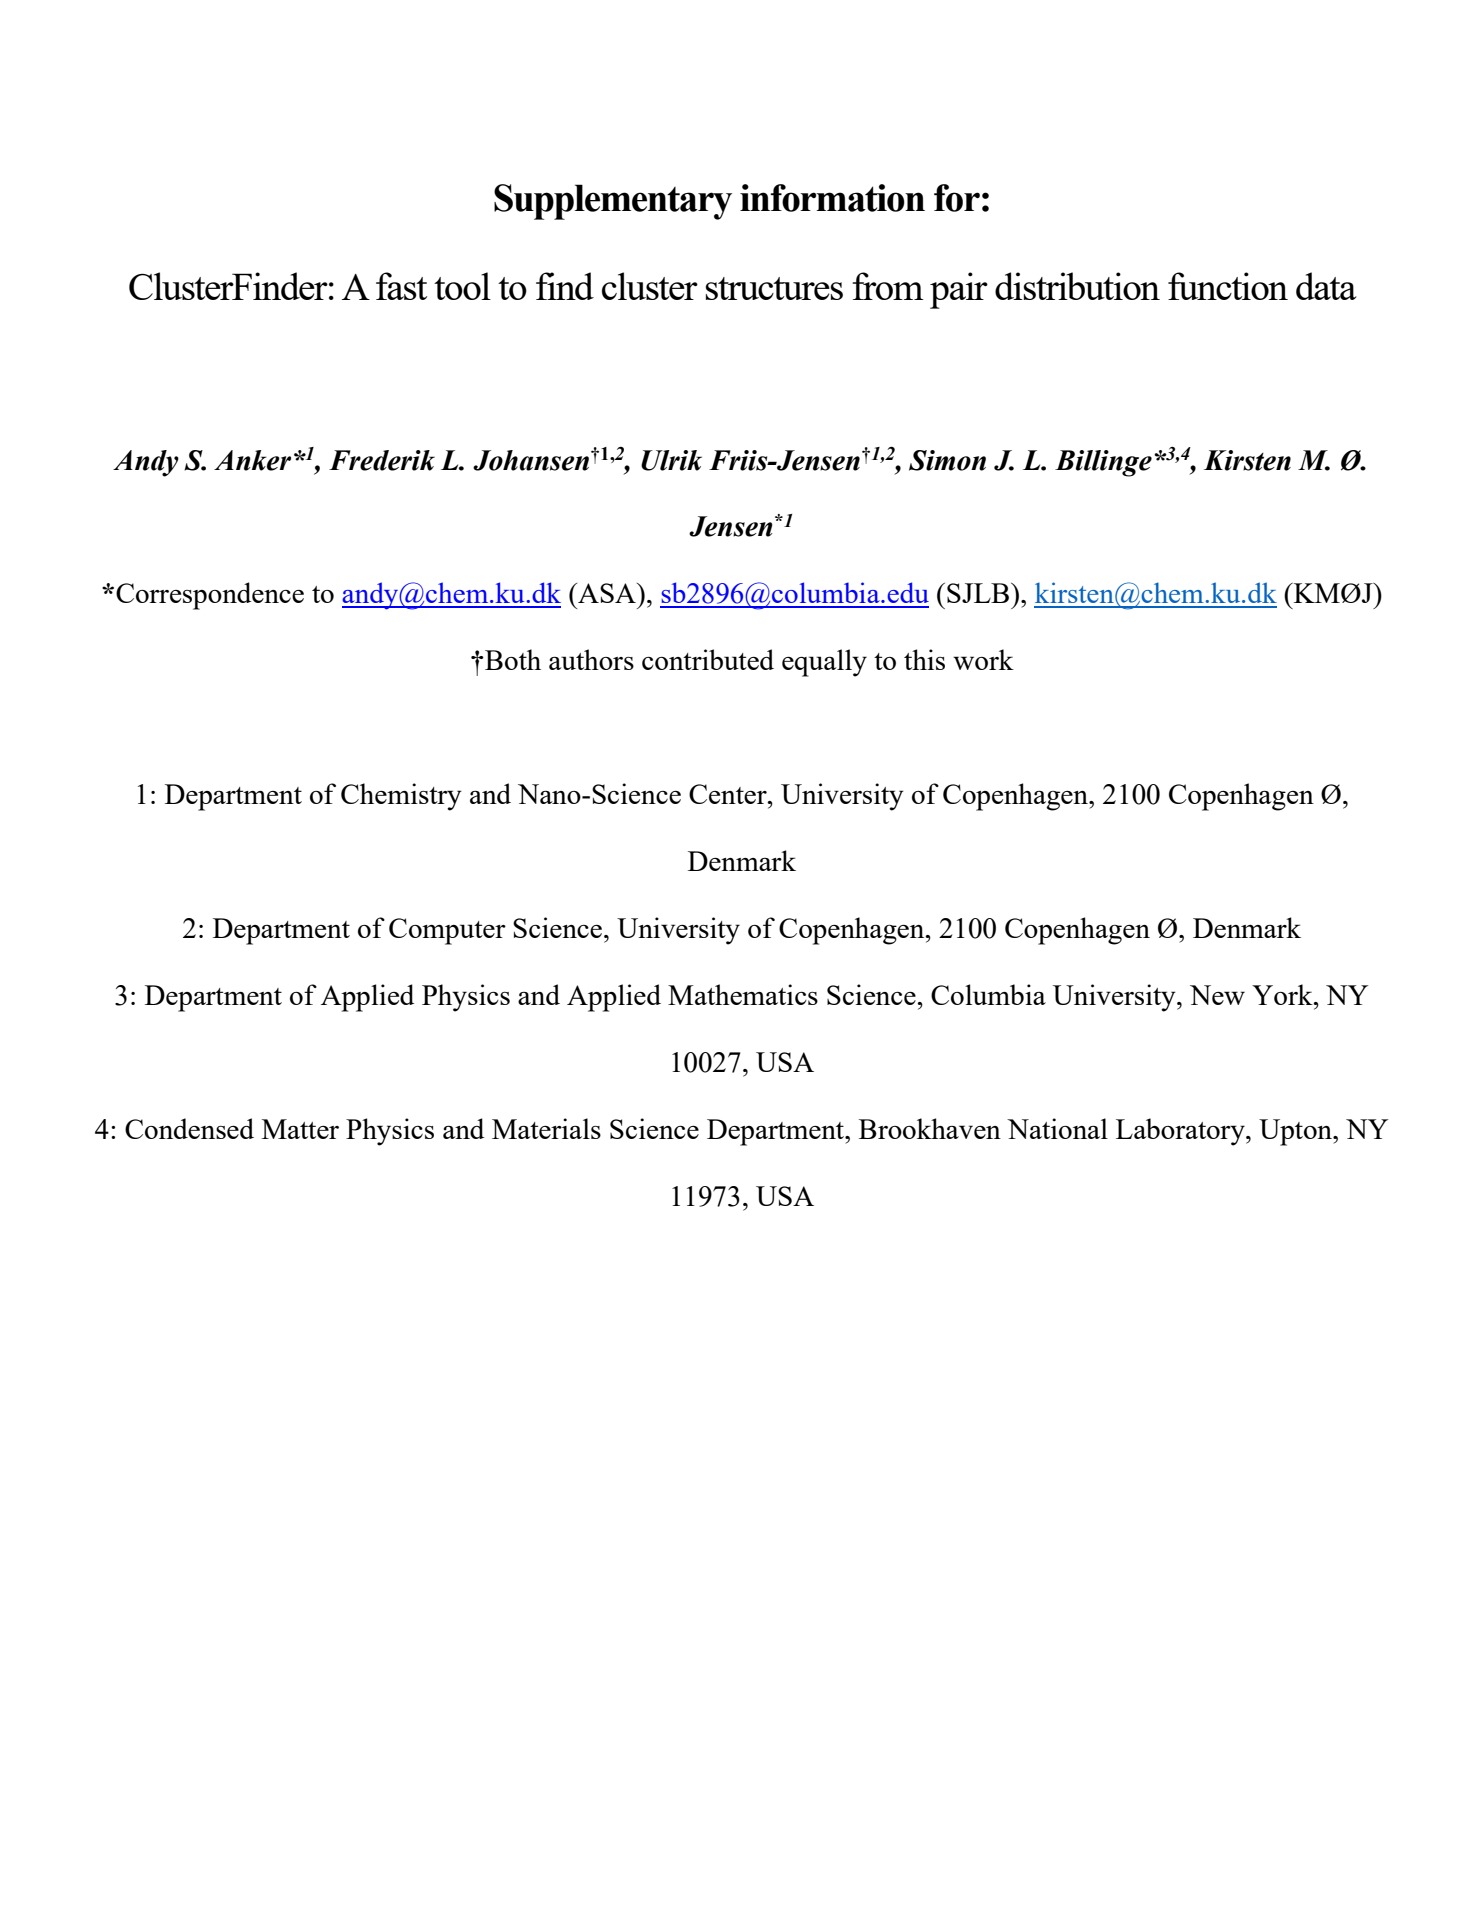 Supplementary information for:
ClusterFinder: A fast tool to find cluster structures from pair distribution function data
Andy S. Anker*1, Frederik L. Johansen†1,2, Ulrik Friis-Jensen†1,2, Simon J. L. Billinge*3,4, Kirsten M. Ø.
Jensen*1
*Correspondence to andy@chem.ku.dk (ASA), sb2896@columbia.edu (SJLB), kirsten@chem.ku.dk (KMØJ)
†Both authors contributed equally to this work
1: Department of Chemistry and Nano-Science Center, University of Copenhagen, 2100 Copenhagen Ø,
Denmark
2: Department of Computer Science, University of Copenhagen, 2100 Copenhagen Ø, Denmark
3: Department of Applied Physics and Applied Mathematics Science, Columbia University, New York, NY
10027, USA
4: Condensed Matter Physics and Materials Science Department, Brookhaven National Laboratory, Upton, NY
11973, USA